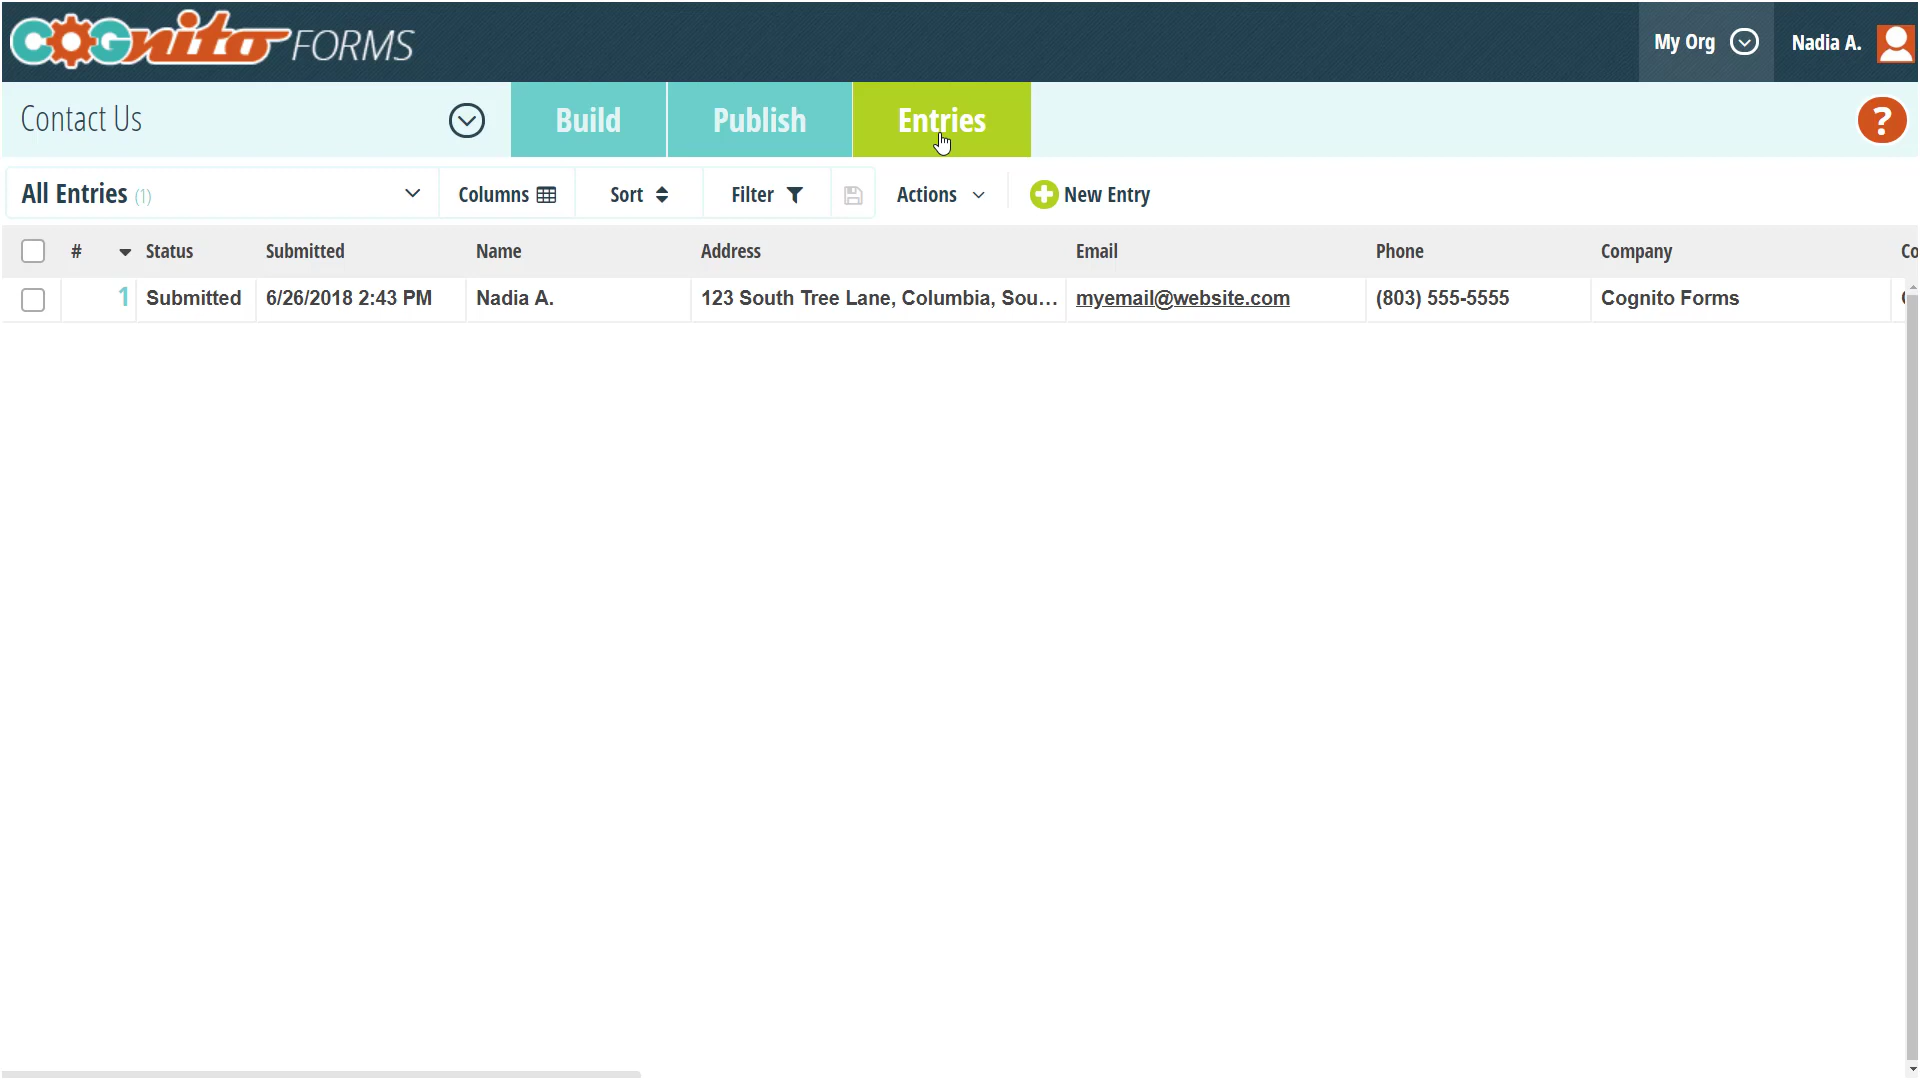 COGnito FORMS
My Org
Nadia A.
Contact Us
Build
Publish
Entries
?
All Entries (1)
Columns
Sort
Filter
Actions
New Entry
# Status Submitted Name Address Email Phone Company Co
1 Submitted 6/26/2018 2:43 PM Nadia A. 123 South Tree Lane, Columbia, Sou... myemail@website.com (803) 555-5555 Cognito Forms